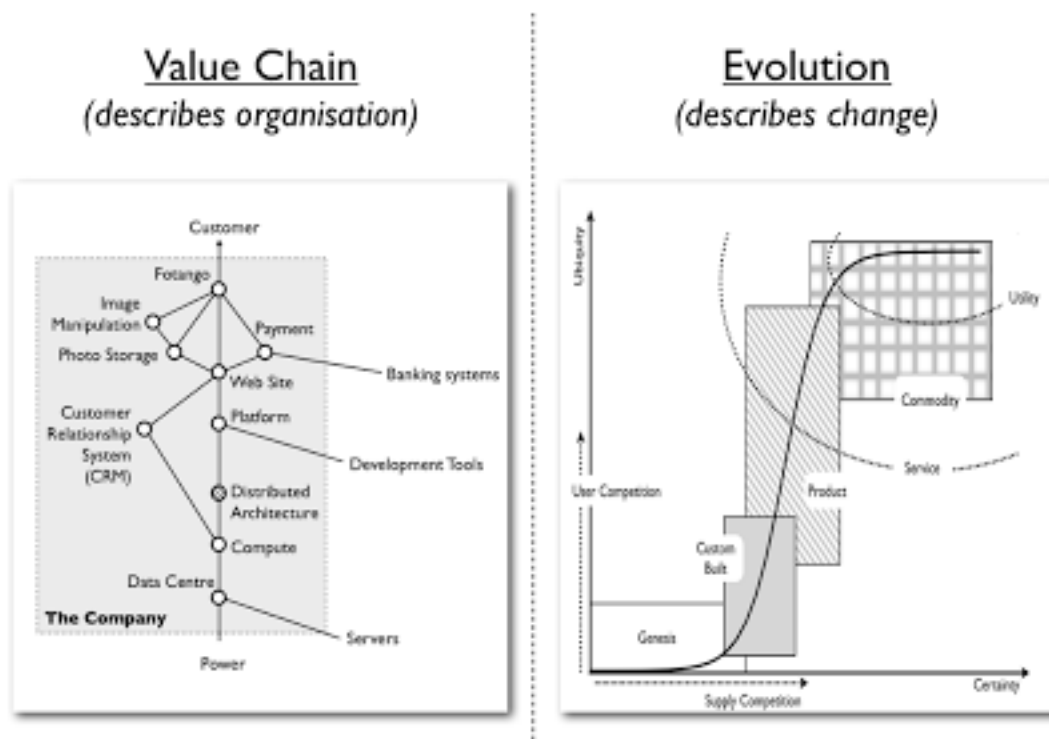 Value Chain
(describes organisation)
Customer
Fotango
Image
Manipulation
Payment
Photo Storage
Web Site
Banking systems
Customer
Relationship
System
(CRM)
Platform
Development Tools
Distributed
Architecture
Compute
Data Centre
The Company
Servers
Power
Evolution
(describes change)
Ubiquity
Utility
Commodity
Service
User Competition
Product
Custom
Built
Genesis
Certainty
Supply Competition